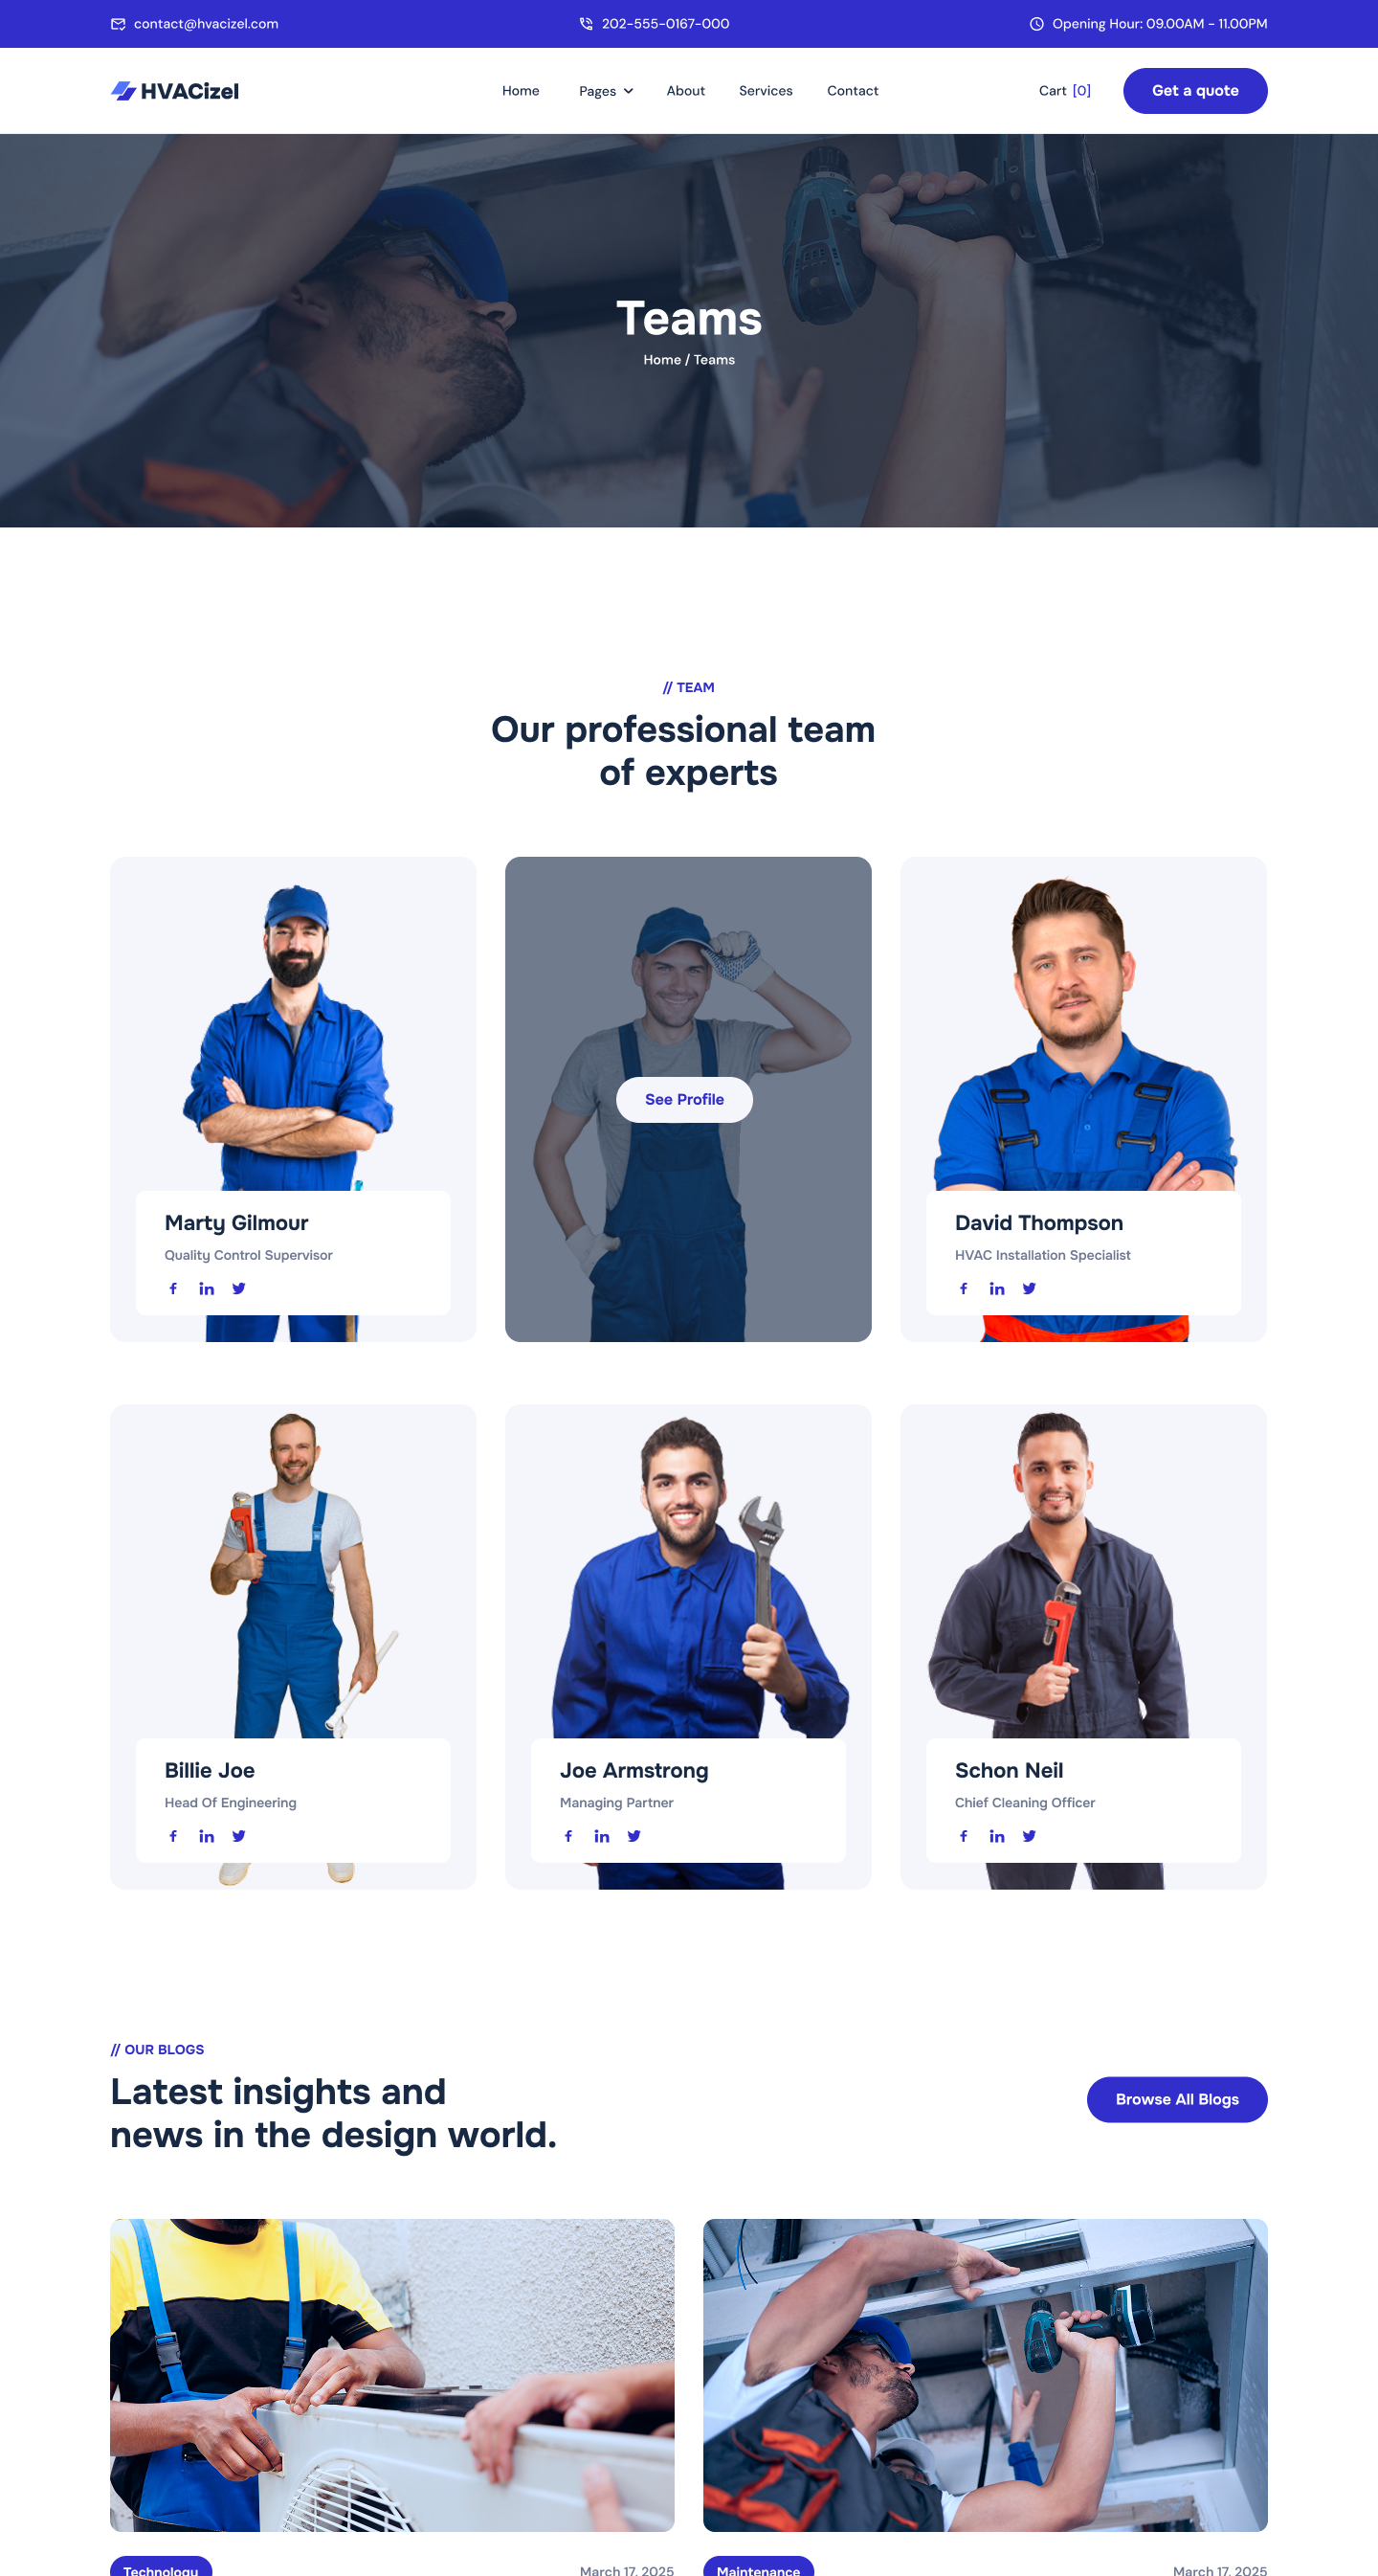 contact@hvacizel.com
202-555-0167-000
Opening Hour: 09.00AM - 11.00PM
HVACizel
Home
Pages
About
Services
Contact
Cart [0]
Get a quote
Teams
Home / Teams
// TEAM
Our professional team
of experts
See Profile
Marty Gilmour
Quality Control Supervisor
David Thompson
HVAC Installation Specialist
Billie Joe
Head Of Engineering
Joe Armstrong
Managing Partner
Schon Neil
Chief Cleaning Officer
// OUR BLOGS
Latest insights and
news in the design world.
Browse All Blogs
Technology
March 17, 2025
Maintenance
March 17, 2025